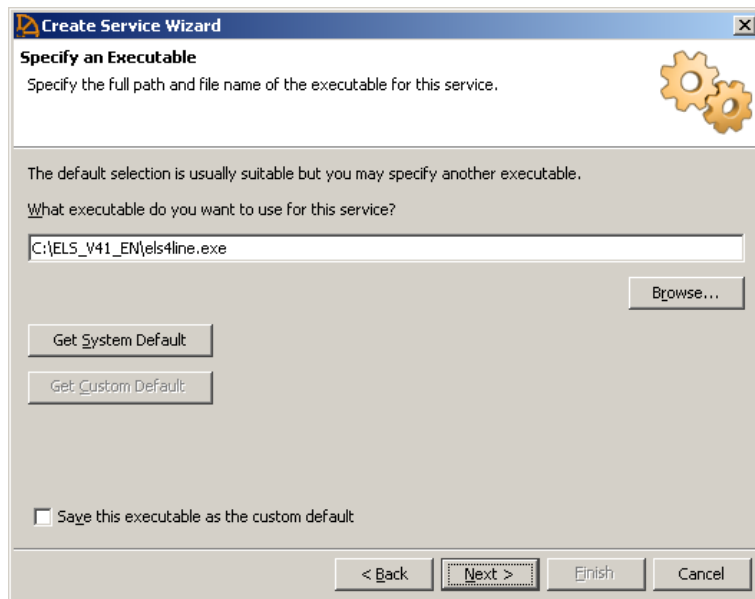 Create Service Wizard
Specify an Executable
Specify the full path and file name of the executable for this service.
The default selection is usually suitable but you may specify another executable.
What executable do you want to use for this service?
C:\ELS_V41_EN\els4line.exe
Browse...
Get System Default
Get Custom Default
Save this executable as the custom default
< Back Next > Finish Cancel